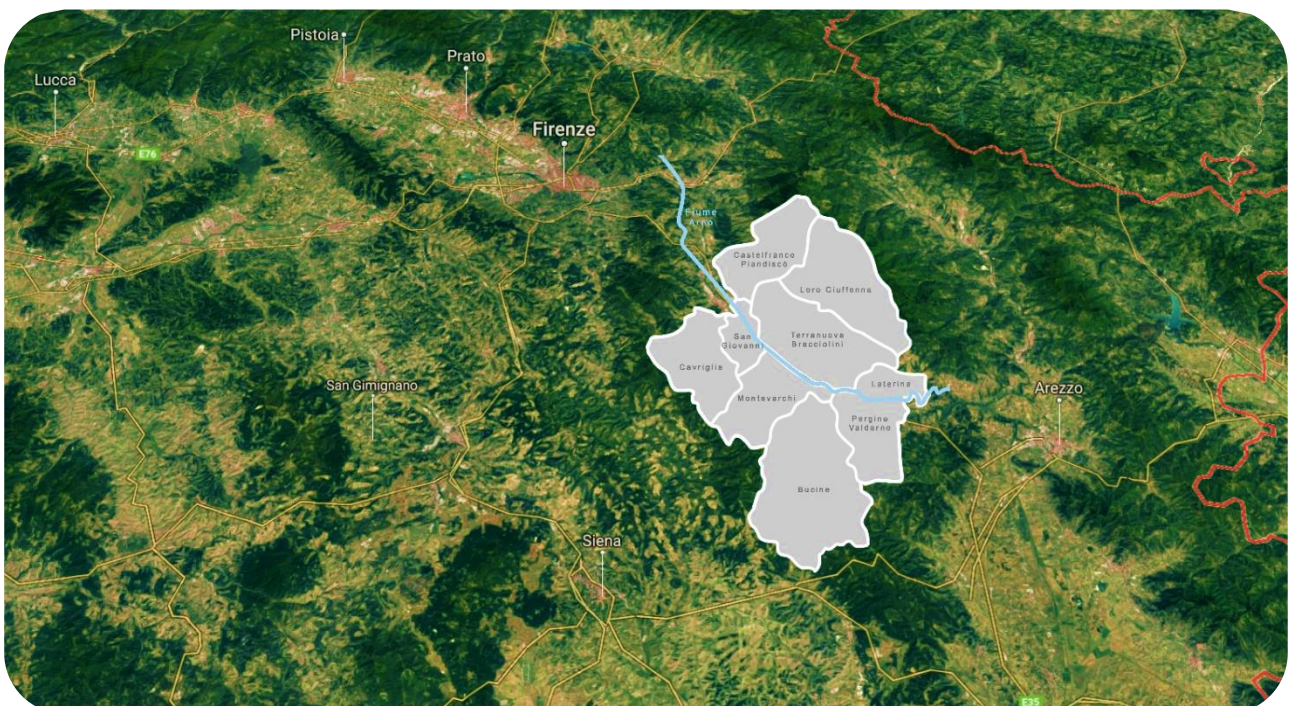 Pistoia
Prato
Lucca
Firenze
E76
Fiume
Arno
Castelfranco
Piandiscò
Loro Ciuffenna
San
Giovanni
Terranuova
Bracciolini
Cavriglia
Laterina
San Gimignano
Arezzo
Montevarchi
Pergine
Valdarno
Bucine
Siena
E35